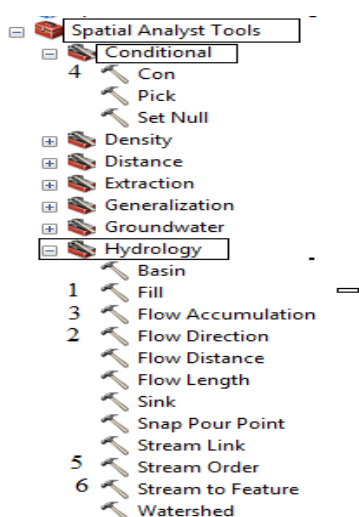 Spatial Analyst Tools
Conditional
4 Con
Pick
Set Null
Density
Distance
Extraction
Generalization
Groundwater
Hydrology
Basin
1 Fill
3 Flow Accumulation
2 Flow Direction
Flow Distance
Flow Length
Sink
Snap Pour Point
Stream Link
5 Stream Order
6 Stream to Feature
Watershed